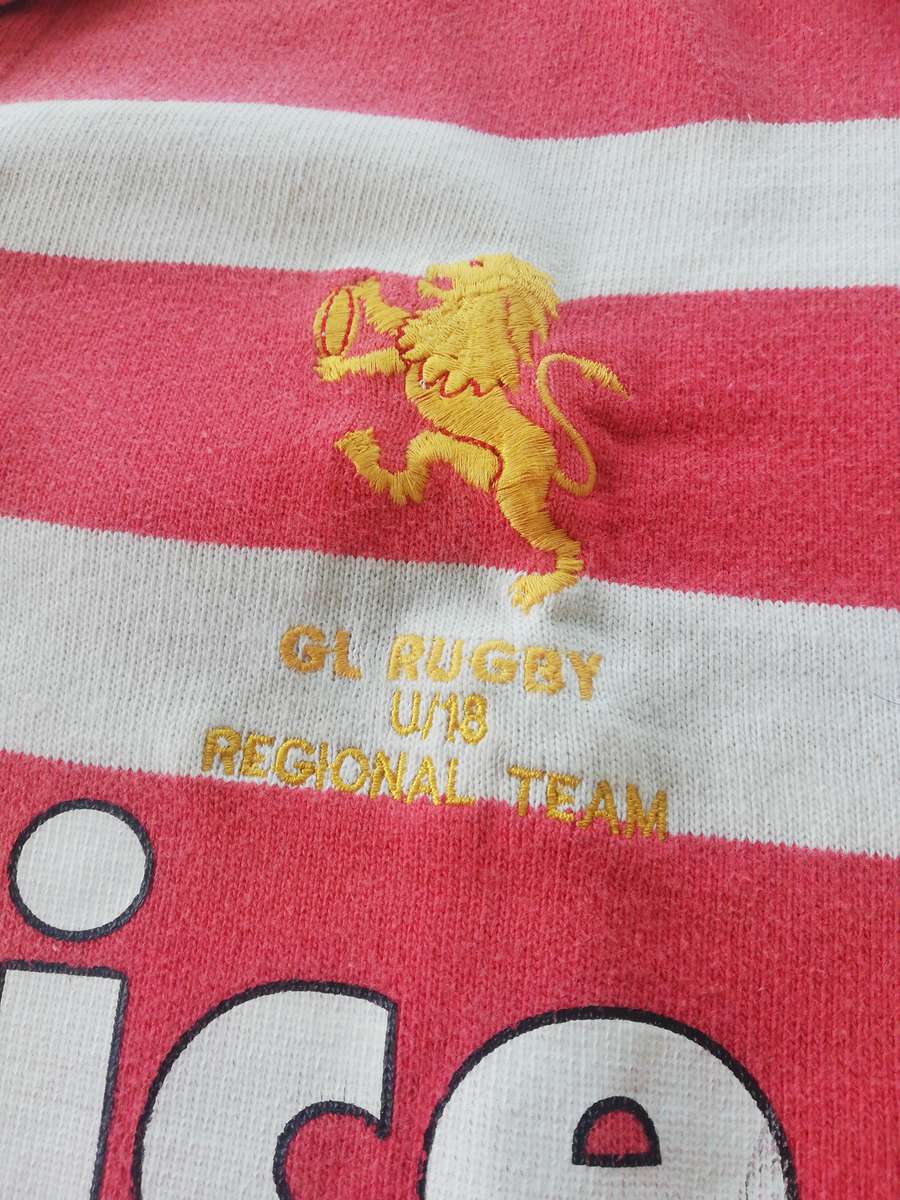 GL RUGBY
U/18
REGIONAL TEAM
ice